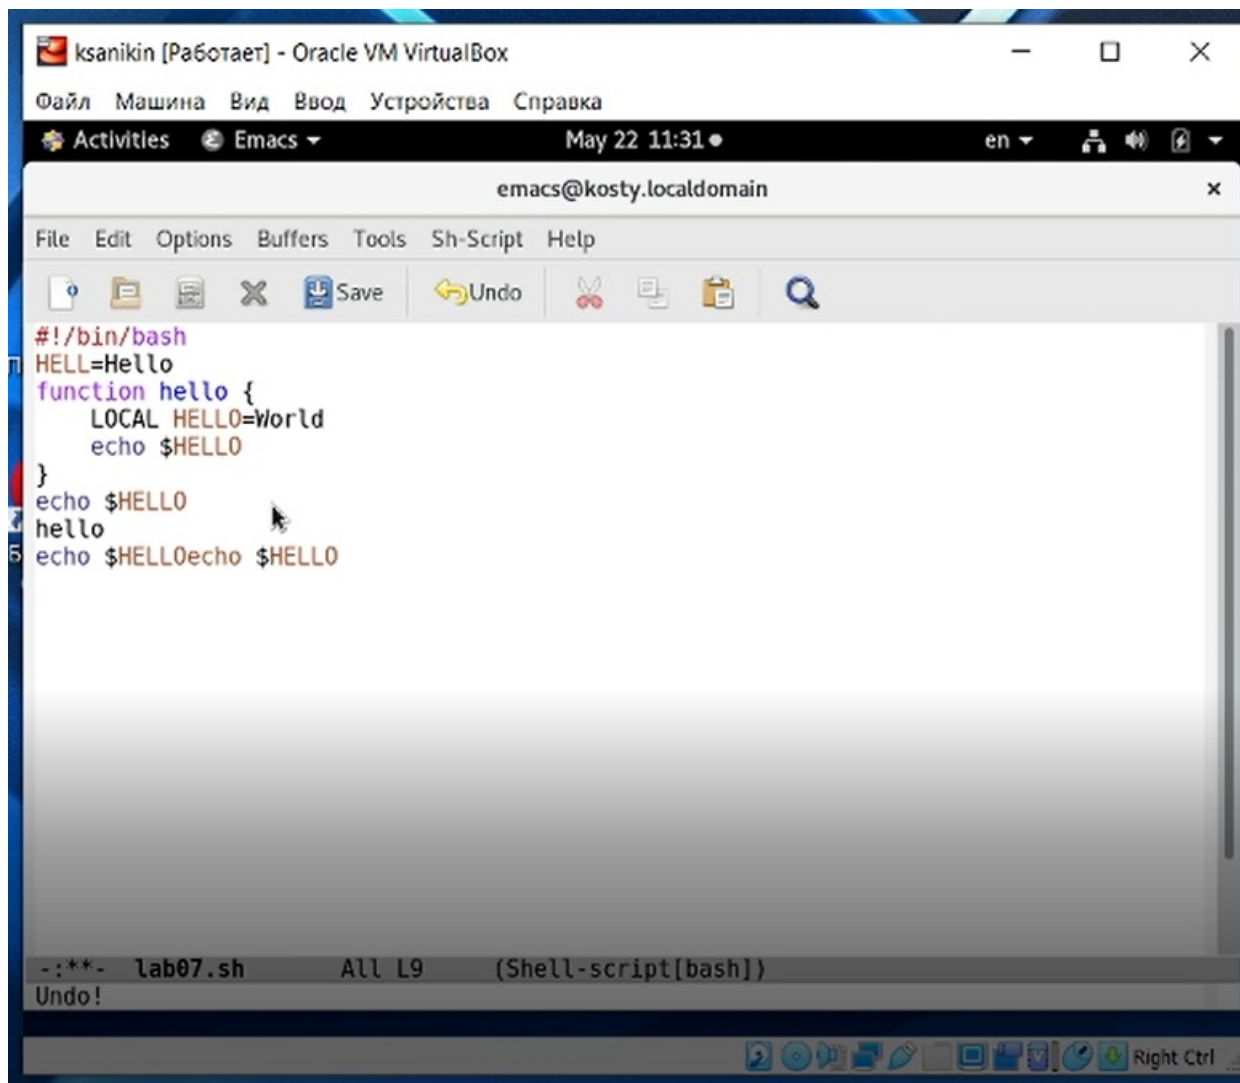 ksanikin [Работает] - Oracle VM VirtualBox
Файл Машина Вид Ввод Устройства Справка
Activities Emacs May 22 11:31 en
emacs@kosty.localdomain
File Edit Options Buffers Tools Sh-Script Help
Save Undo
#!/bin/bash
HELL=Hello
function hello {
    LOCAL HELLO=World
    echo $HELLO
}
echo $HELLO
hello
echo $HELLOecho $HELLO
-:**- lab07.sh All L9 (Shell-script[bash])
Undo!
Right Ctrl